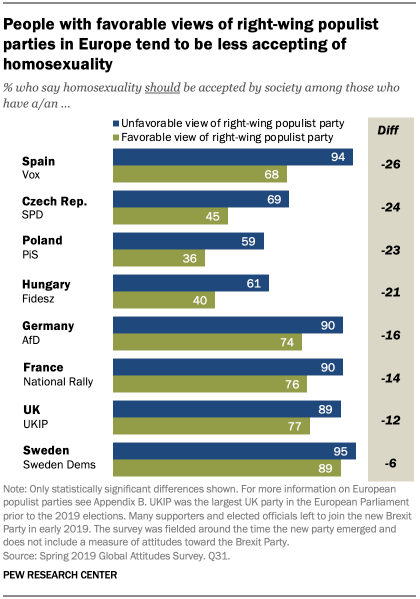 People with favorable views of right-wing populist
parties in Europe tend to be less accepting of
homosexuality
% who say homosexuality should be accepted by society among those who
have a/an ...
Unfavorable view of right-wing populist party
Favorable view of right-wing populist party
Diff
Spain
Vox
94
68
-26
Czech Rep.
SPD
69
45
-24
Poland
PiS
59
36
-23
Hungary
Fidesz
61
40
-21
Germany
AfD
90
74
-16
France
National Rally
90
76
-14
UK
UKIP
89
77
-12
Sweden
Sweden Dems
95
89
-6
Note: Only statistically significant differences shown. For more information on European
populist parties see Appendix B. UKIP was the largest UK party in the European Parliament
prior to the 2019 elections. Many supporters and elected officials left to join the new Brexit
Party in early 2019. The survey was fielded around the time the new party emerged and
does not include a measure of attitudes toward the Brexit Party.
Source: Spring 2019 Global Attitudes Survey. Q31.
PEW RESEARCH CENTER